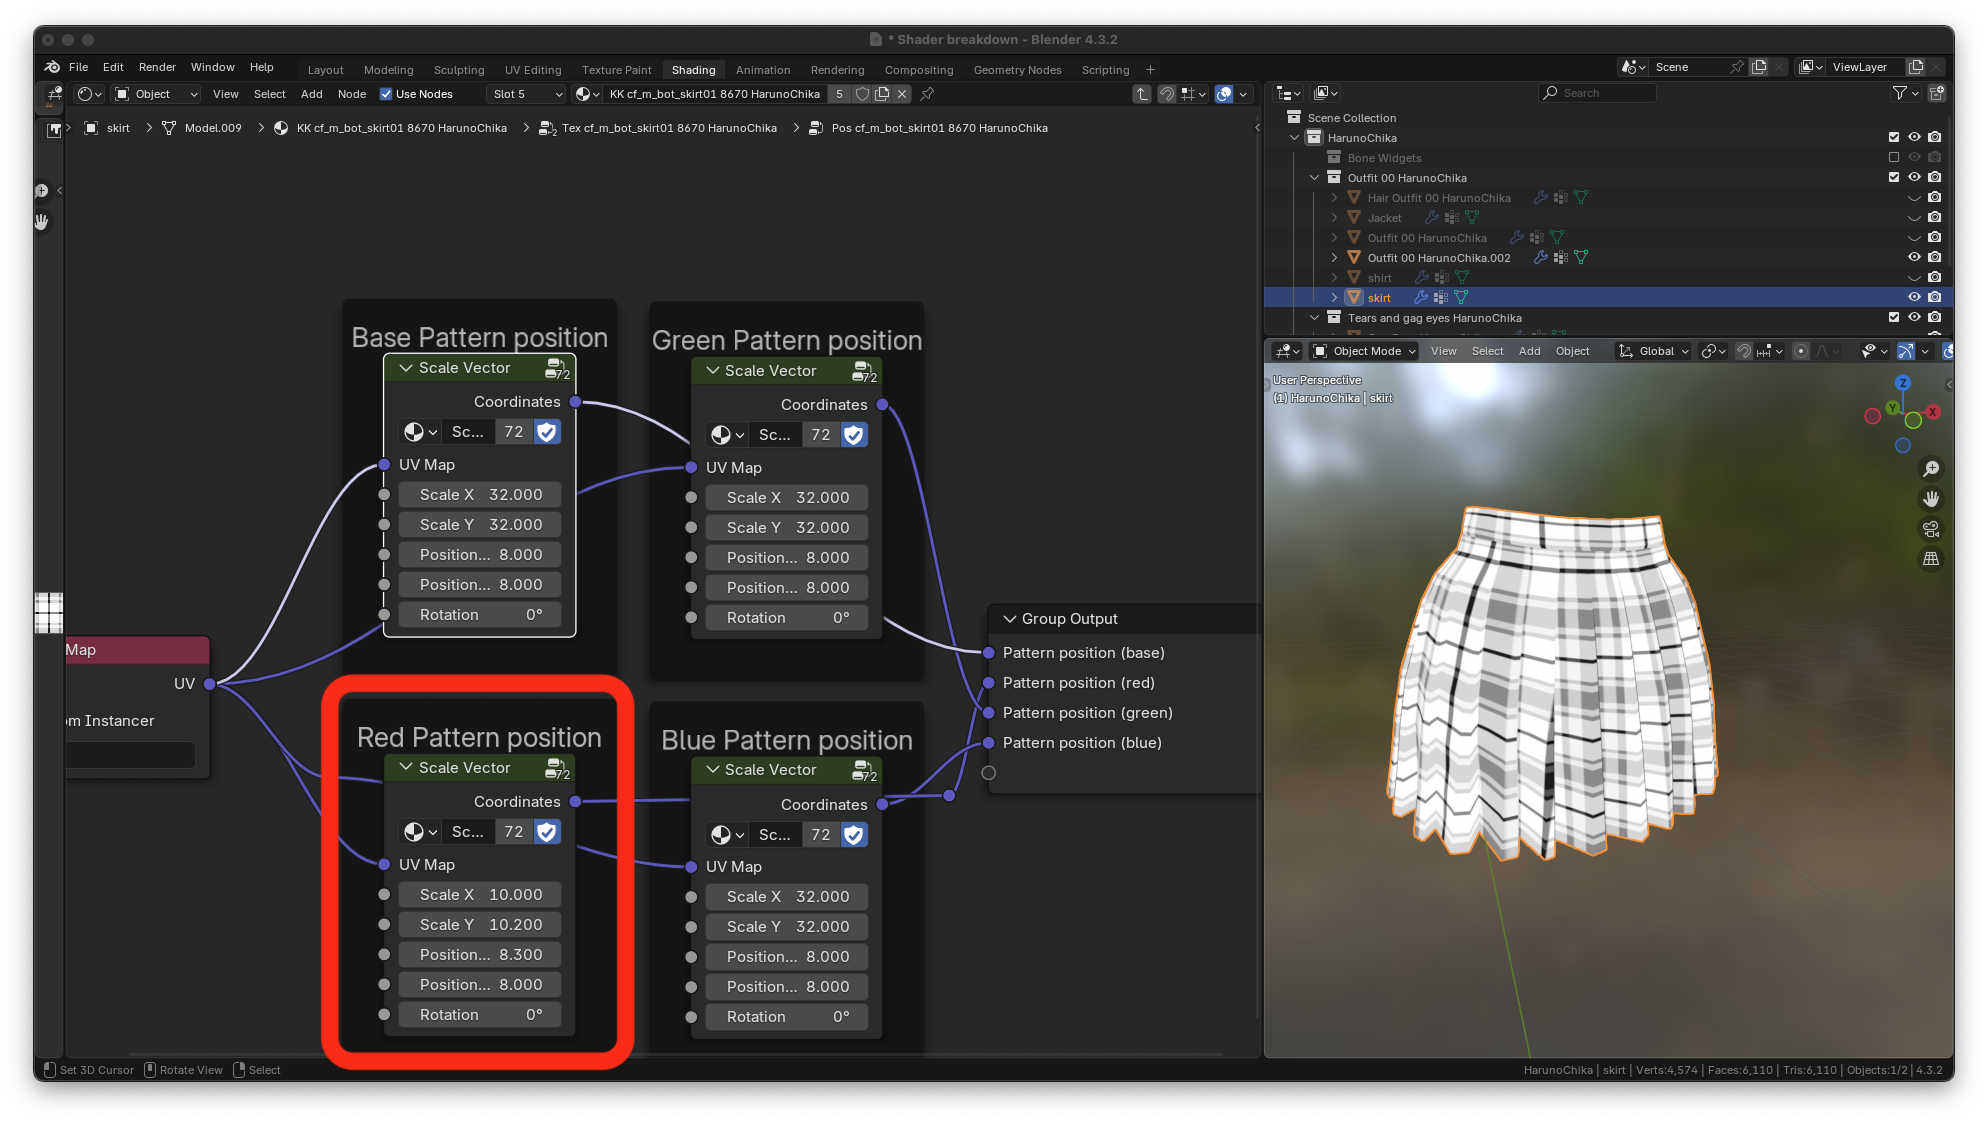 * Shader breakdown - Blender 4.3.2
File Edit Render Window Help
Layout Modeling Sculpting UV Editing Texture Paint Shading Animation Rendering Compositing Geometry Nodes Scripting +
Scene
ViewLayer
Object View Select Add Node Use Nodes Slot 5 KK cf_m_bot_skirt01 8670 HarunoChika 5
skirt > Model.009 > KK cf_m_bot_skirt01 8670 HarunoChika > Tex cf_m_bot_skirt01 8670 HarunoChika > Pos cf_m_bot_skirt01 8670 HarunoChika
Map
UV
om Instancer
Base Pattern position
Scale Vector 72
Coordinates
Sc... 72
UV Map
Scale X 32.000
Scale Y 32.000
Position... 8.000
Position... 8.000
Rotation 0°
Green Pattern position
Scale Vector 72
Coordinates
Sc... 72
UV Map
Scale X 32.000
Scale Y 32.000
Position... 8.000
Position... 8.000
Rotation 0°
Red Pattern position
Scale Vector 72
Coordinates
Sc... 72
UV Map
Scale X 10.000
Scale Y 10.200
Position... 8.300
Position... 8.000
Rotation 0°
Blue Pattern position
Scale Vector 72
Coordinates
Sc... 72
UV Map
Scale X 32.000
Scale Y 32.000
Position... 8.000
Position... 8.000
Rotation 0°
Group Output
Pattern position (base)
Pattern position (red)
Pattern position (green)
Pattern position (blue)
Search
Scene Collection
HarunoChika
Bone Widgets
Outfit 00 HarunoChika
Hair Outfit 00 HarunoChika
Jacket
Outfit 00 HarunoChika
Outfit 00 HarunoChika.002
shirt
skirt
Tears and gag eyes HarunoChika
Object Mode View Select Add Object Global
User Perspective
(1) HarunoChika | skirt
Z
Y
X
Set 3D Cursor Rotate View Select
HarunoChika | skirt | Verts:4,574 | Faces:6,110 | Tris:6,110 | Objects:1/2 | 4.3.2